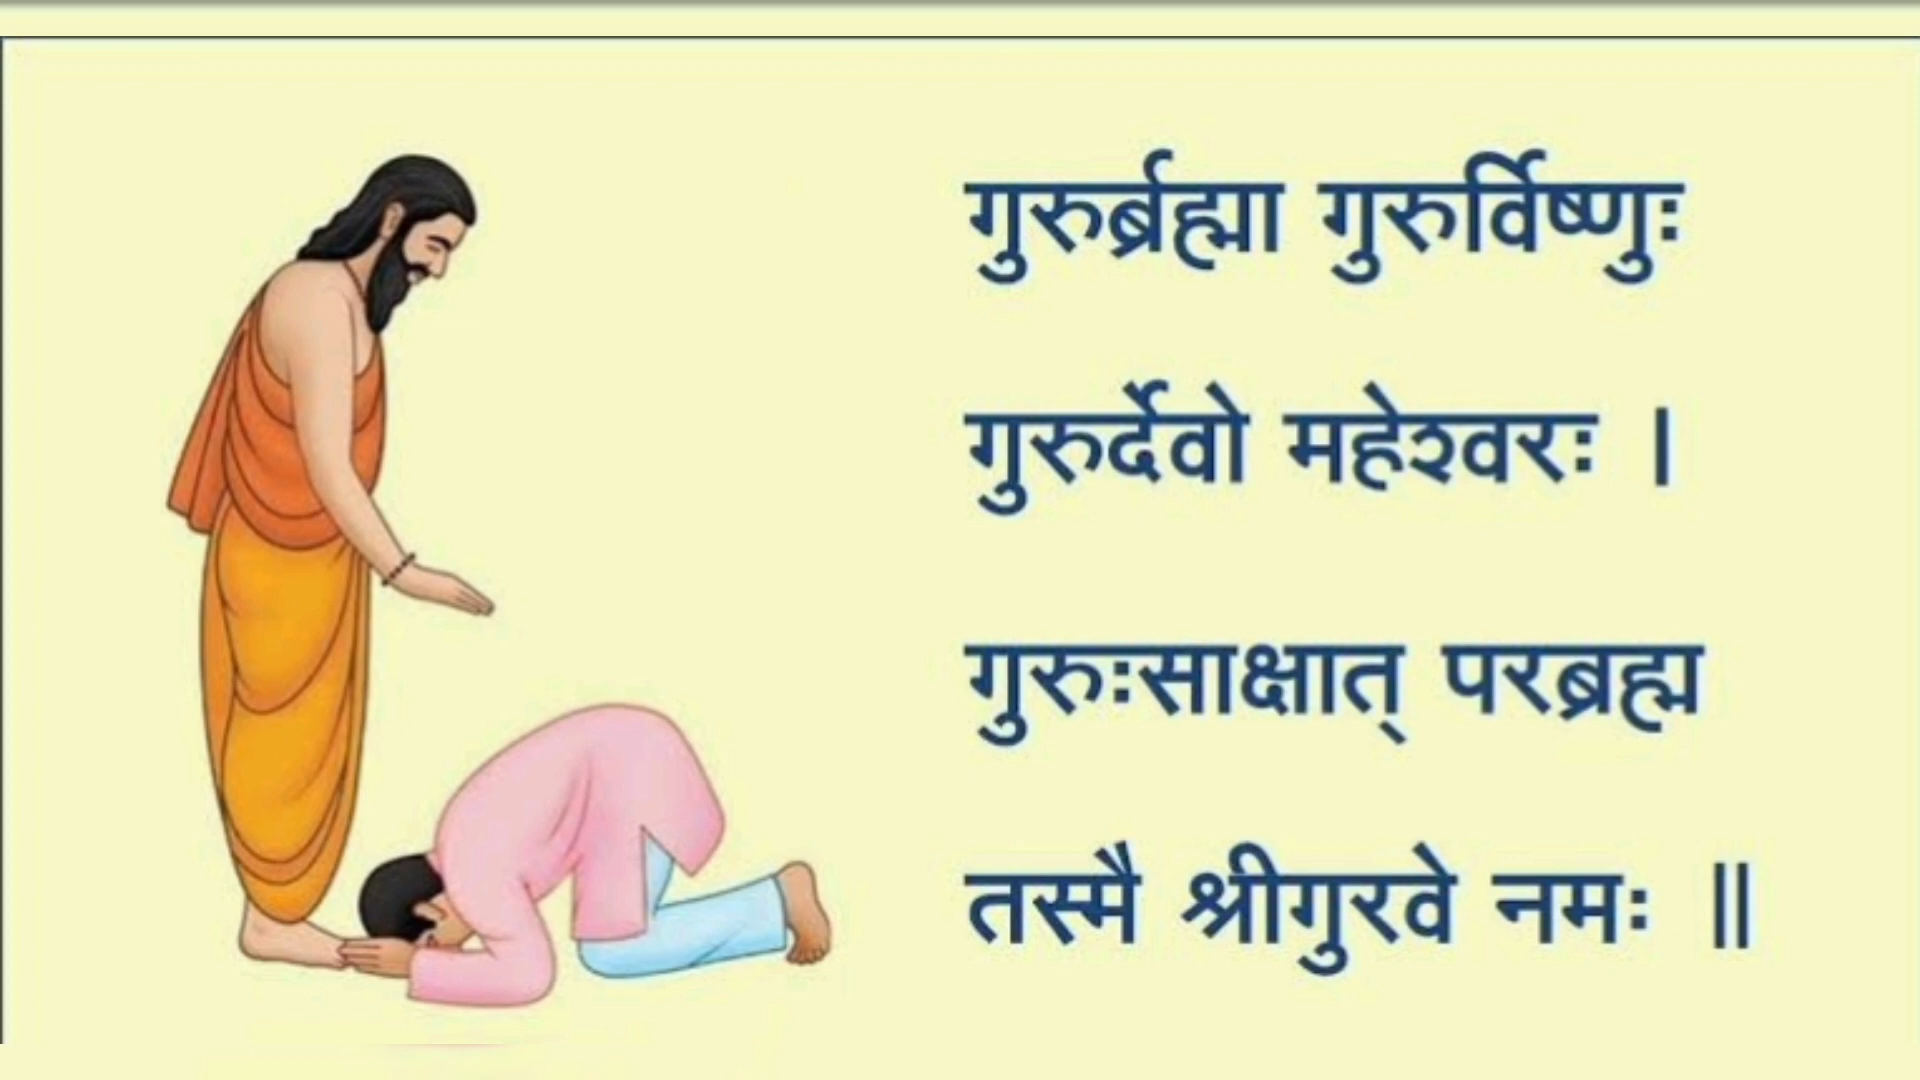 गुरुर्ब्रह्मा गुरुर्विष्णुः
गुरुर्देवो महेश्वरः ।
गुरुःसाक्षात् परब्रह्म
तस्मै श्रीगुरवे नमः ॥